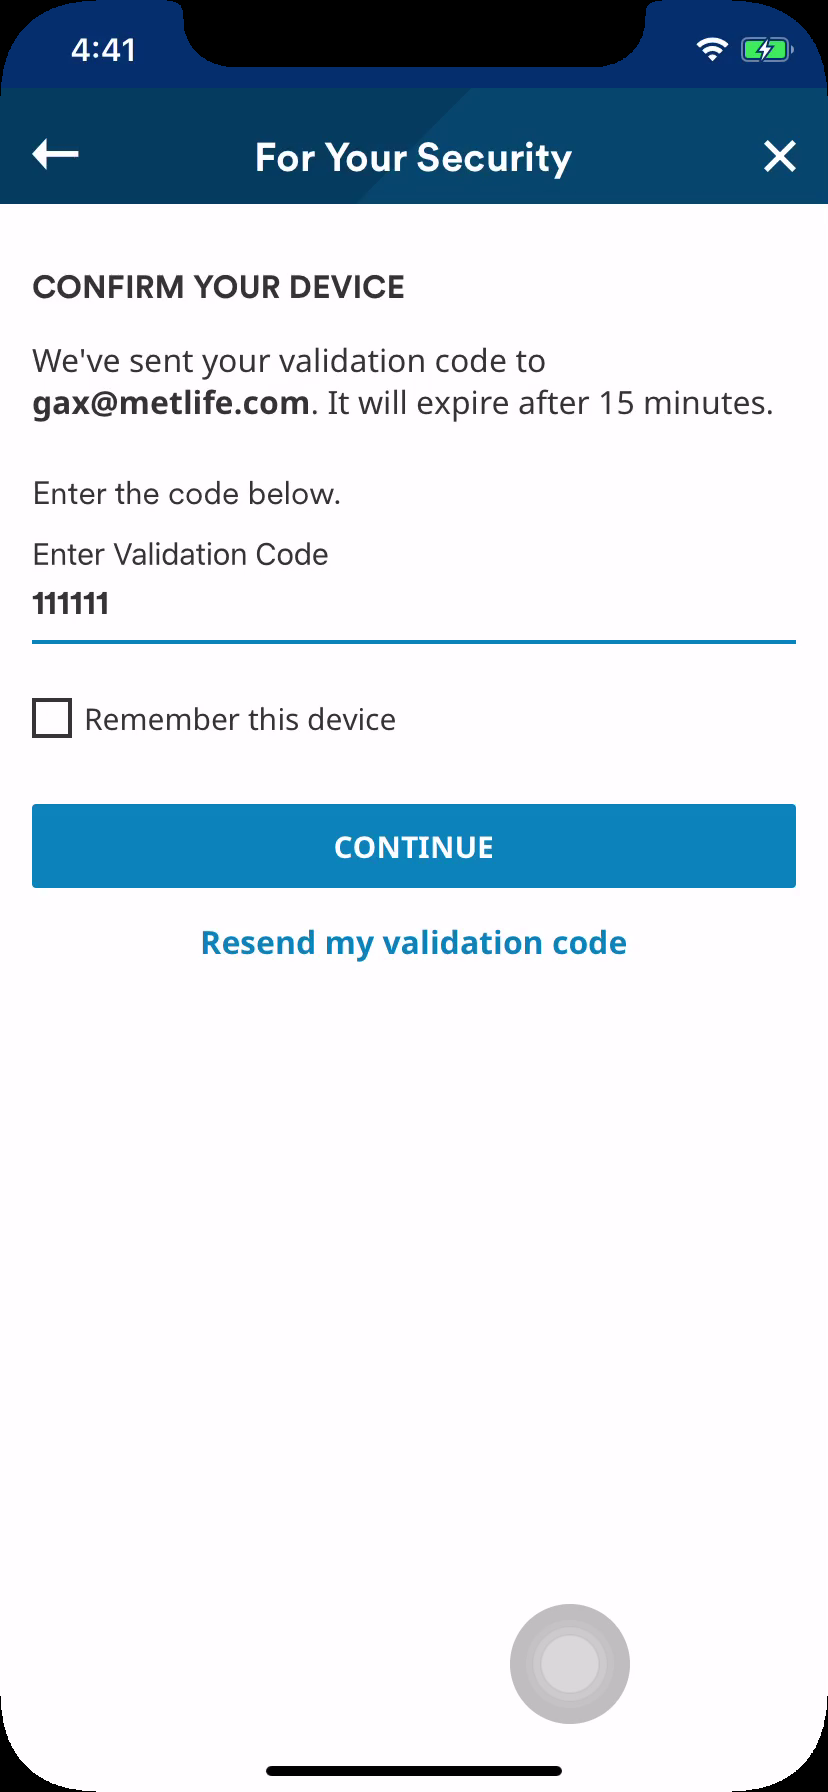 4:41
For Your Security
CONFIRM YOUR DEVICE
We've sent your validation code to
gax@metlife.com. It will expire after 15 minutes.
Enter the code below.
Enter Validation Code
111111
Remember this device
CONTINUE
Resend my validation code